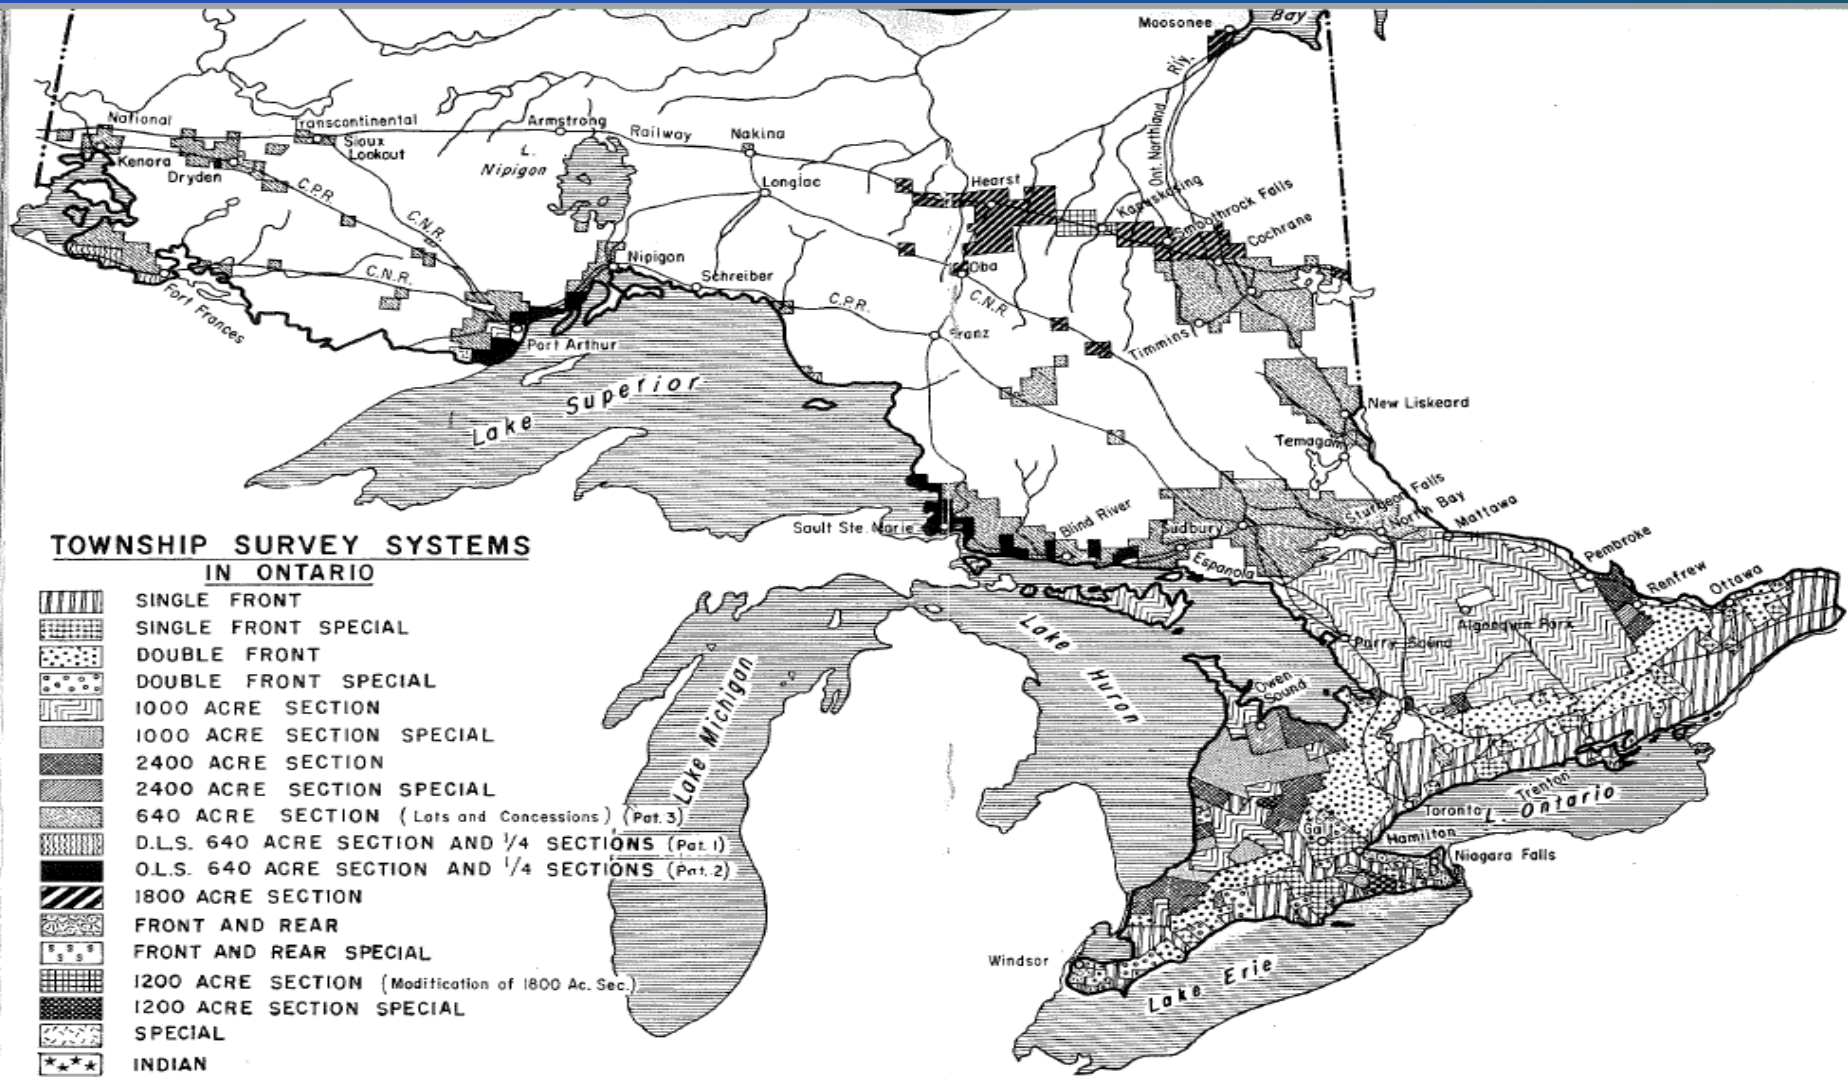 Moosonee
Bay
Rly.
Ont. Northland
National
Transcontinental
Armstrong
Railway
Nakina
Sioux
Lookout
Kenora
Dryden
L.
Nipigon
C.P.R.
C.N.R.
Longlac
Hearst
Kapuskasing
Smoothrock Falls
Cochrane
Nipigon
Schreiber
Oba
C.N.R.
C.N.R.
C.P.R.
Fort Frances
Franz
Timmins
Port Arthur
Lake Superior
New Liskeard
Temagami
Sturgeon Falls
North Bay
Mattawa
Sault Ste. Marie
Blind River
Sudbury
Espanola
Pembroke
Renfrew
Ottawa
Algonquin Park
Parry Sound
Lake Huron
Owen
Sound
Lake Michigan
Trenton
Toronto
L. Ontario
Galt
Hamilton
Niagara Falls
Windsor
Lake Erie
TOWNSHIP SURVEY SYSTEMS
IN ONTARIO
SINGLE FRONT
SINGLE FRONT SPECIAL
DOUBLE FRONT
DOUBLE FRONT SPECIAL
1000 ACRE SECTION
1000 ACRE SECTION SPECIAL
2400 ACRE SECTION
2400 ACRE SECTION SPECIAL
640 ACRE SECTION (Lots and Concessions) (Pat. 3)
D.L.S. 640 ACRE SECTION AND 1/4 SECTIONS (Pat. 1)
O.L.S. 640 ACRE SECTION AND 1/4 SECTIONS (Pat. 2)
1800 ACRE SECTION
FRONT AND REAR
S S S S S FRONT AND REAR SPECIAL
1200 ACRE SECTION (Modification of 1800 Ac. Sec.)
1200 ACRE SECTION SPECIAL
SPECIAL
INDIAN